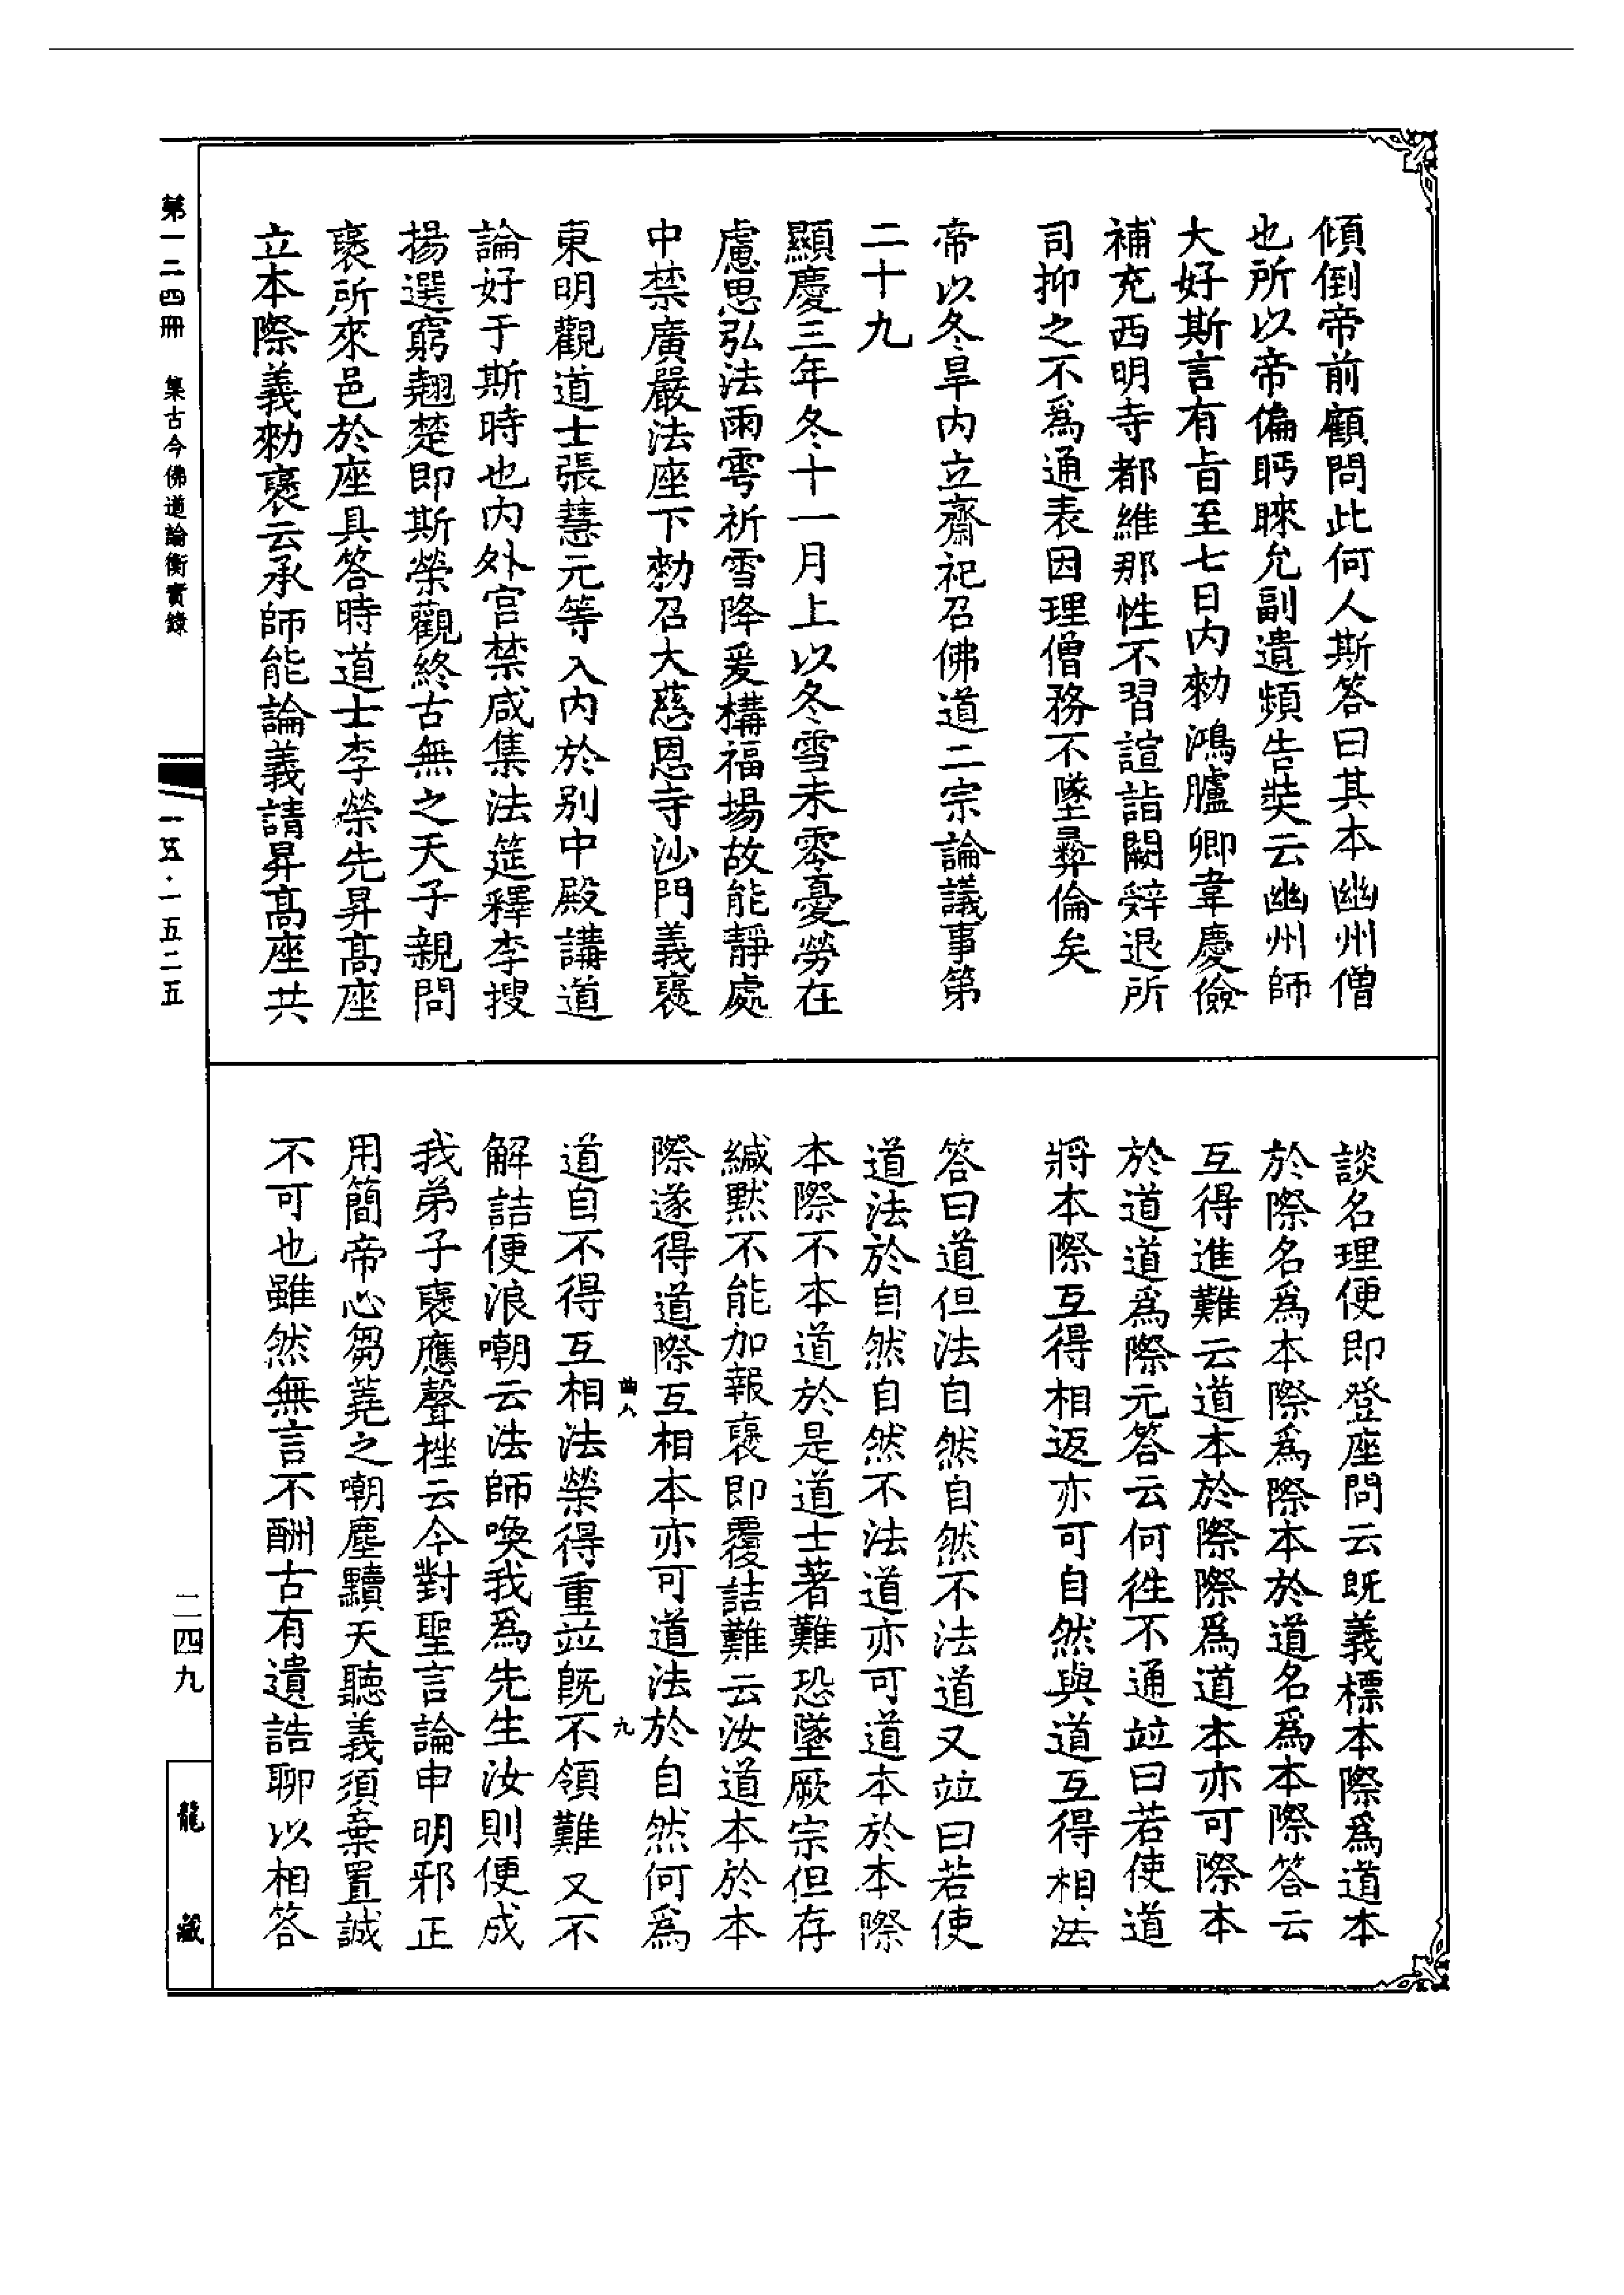 傾倒帝前顧問此何人斯答曰其本幽州僧
也所以帝偏眄睞允副遺頻告奘云幽州師
大好斯言有旨至七日内勑鴻臚卿韋慶儉
補充西明寺都維那性不習諠詣闕辤退所
司抑之不爲通表因理僧務不墜彝倫矣
帝以冬旱内立齋祀召佛道二宗論議事第
二十九
顯慶三年冬十一月上以冬雪未零憂勞在
慮思弘法雨雩祈雪降爰構福場故能靜處
中禁廣嚴法座下勑召大慈恩寺沙門義襃
東明觀道士張慧元等入内於别中殿講道
論好于斯時也内外官禁咸集法筵釋李搜
揚選窮翹楚即斯榮觀終古無之天子親問
襃所來邑於座具答時道士李榮先昇髙座
立本際義勑襃云承師能論義請昇髙座共
談名理便即登座問云既義標本際爲道本
於際名爲本際爲際本於道名爲本際答云
互得進難云道本於際際爲道本亦可際本
於道道爲際元答云何徃不通竝曰若使道
將本際互得相返亦可自然與道互得相法
答曰道但法自然自然不法道又竝曰若使
道法於自然自然不法道亦可道本於本際
本際不本道於是道士著難恐墜厥宗但存
緘默不能加報襃即覆詰難云汝道本於本
際遂得道際互相本亦可道法於自然何爲
道自不得互相法榮得重竝旣不領難又不
解詰便浪嘲云法師喚我爲先生汝則便成
我弟子襃應聲挫云今對聖言論申明邪正
用簡帝心芻蕘之嘲塵黷天聽義須棄置誠
不可也雖然無言不酬古有遺誥聊以相答
第一二四冊　集古今佛道論衡實錄
一五·一五二五
二四九
龍藏
九